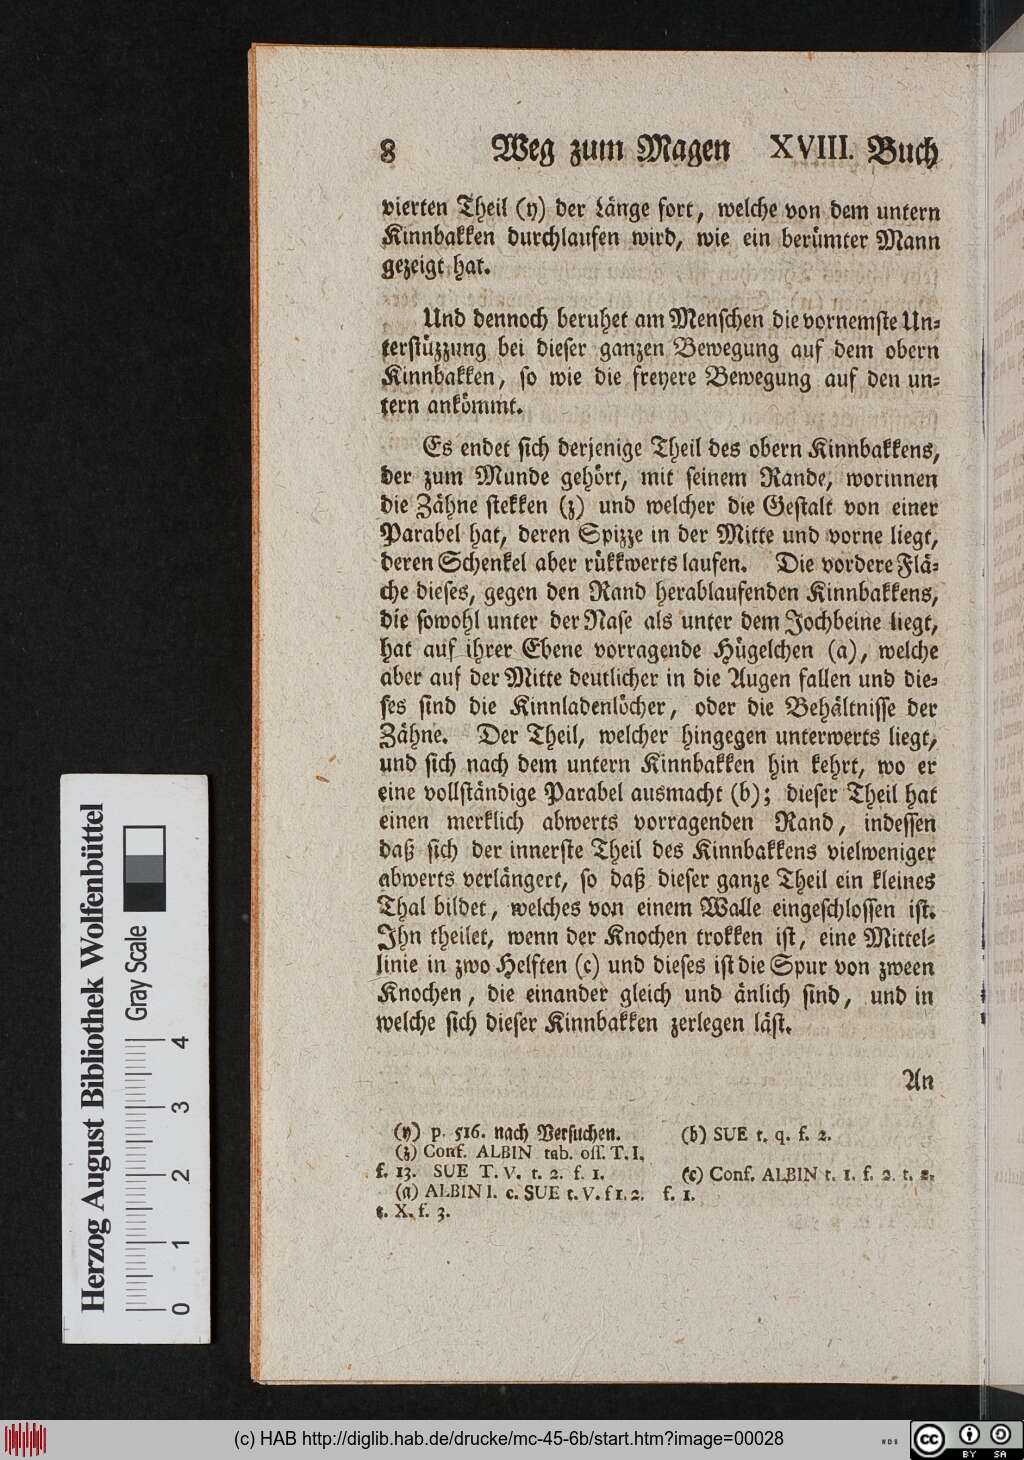 8 Weg zum Magen XVIII. Buch
vierten Theil (y) der Länge fort, welche von dem untern
Kinnbakken durchlaufen wird, wie ein berümter Mann
gezeigt hat.
Und dennoch beruhet am Menschen die vornemste Un-
terstüzzung bei dieser ganzen Bewegung auf dem obern
Kinnbakken, so wie die freyere Bewegung auf den un-
tern ankömmt.
Es endet sich derjenige Theil des obern Kinnbakkens,
der zum Munde gehört, mit seinem Rande, worinnen
die Zähne stekken (z) und welcher die Gestalt von einer
Parabel hat, deren Spizze in der Mitte und vorne liegt,
deren Schenkel aber rükkwerts laufen. Die vordere Flä-
che dieses, gegen den Rand herablaufenden Kinnbakkens,
die sowohl unter der Nase als unter dem Jochbeine liegt,
hat auf ihrer Ebene vorragende Hügelchen (a), welche
aber auf der Mitte deutlicher in die Augen fallen und die-
ses sind die Kinnladenlöcher, oder die Behältnisse der
Zähne. Der Theil, welcher hingegen unterwerts liegt,
und sich nach dem untern Kinnbakken hin kehrt, wo er
eine vollständige Parabel ausmacht (b); dieser Theil hat
einen merklich abwerts vorragenden Rand, indessen
daß sich der innerste Theil des Kinnbakkens vielweniger
abwerts verlängert, so daß dieser ganze Theil ein kleines
Thal bildet, welches von einem Walle eingeschlossen ist.
Ihn theilet, wenn der Knochen trokken ist, eine Mittel-
linie in zwo Helften (c) und dieses ist die Spur von zween
Knochen, die einander gleich und änlich sind, und in
welche sich dieser Kinnbakken zerlegen läst.
An
(y) p. 516. nach Versuchen.
(z) Conf. ALBIN tab. oss. T. I.
f. 13. SUE T. V. t. 2. f. 1.
(a) ALBIN l. c. SUE t. V. f 1. 2.
t. X. f. 3.
(b) SUE t. q. f. 2.
(c) Conf. ALBIN t. 1. f. 2. t. 2.
f. 1.
Herzog August Bibliothek Wolfenbüttel
Gray Scale
0 1 2 3 4
(c) HAB http://diglib.hab.de/drucke/mc-45-6b/start.htm?image=00028
cc BY SA